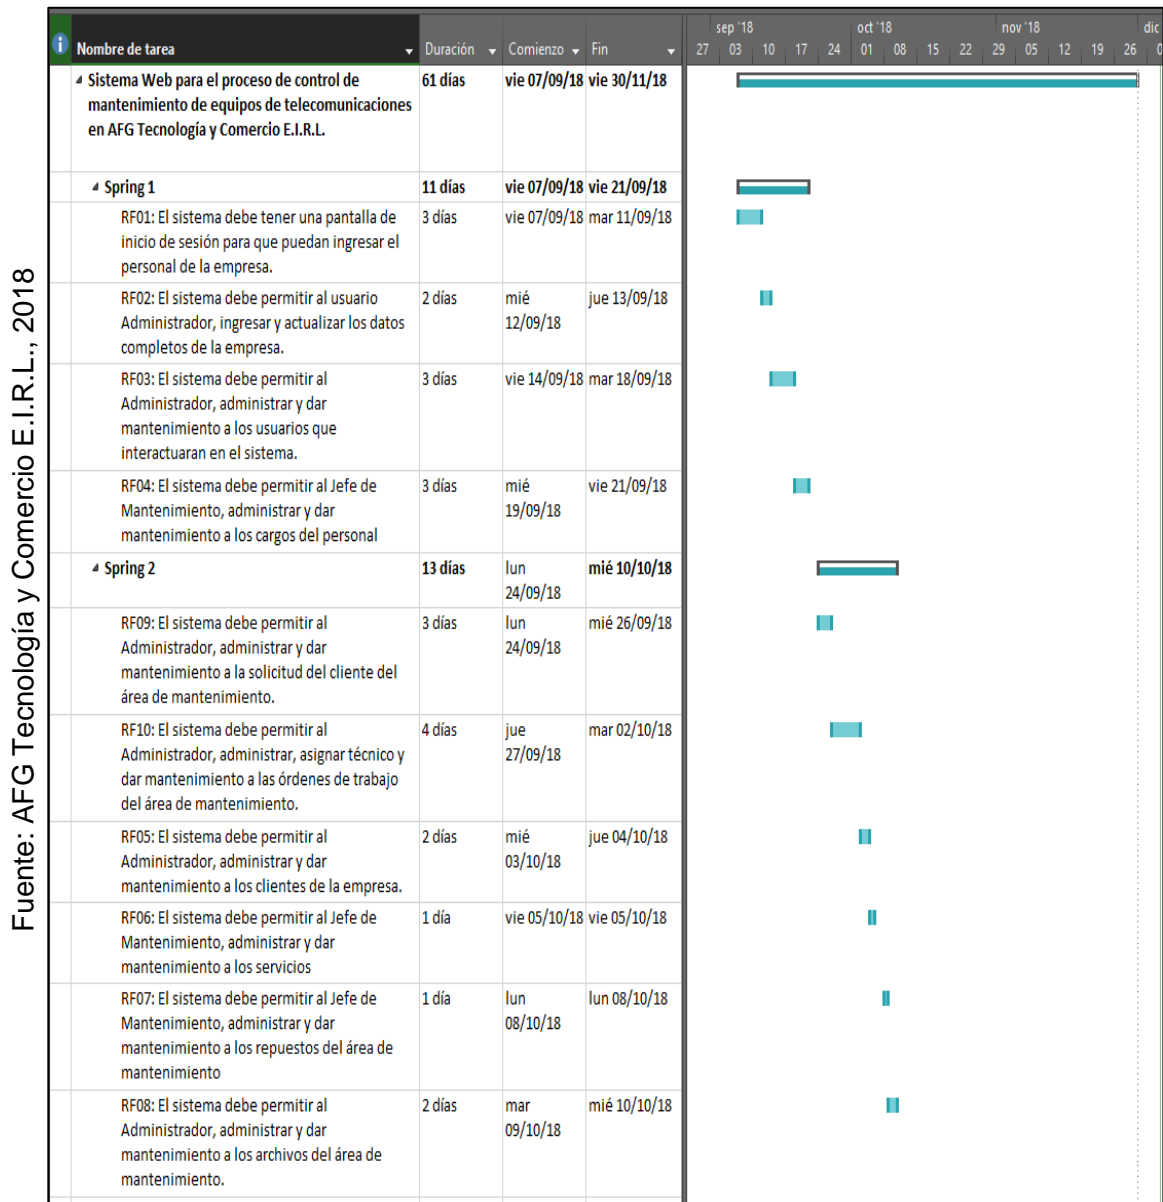 Fuente: AFG Tecnología y Comercio E.I.R.L., 2018
Nombre de tarea Duración Comienzo Fin
sep '18 oct '18 nov '18 dic
27 03 10 17 24 01 08 15 22 29 05 12 19 26 0
Sistema Web para el proceso de control de 61 días vie 07/09/18 vie 30/11/18
mantenimiento de equipos de telecomunicaciones
en AFG Tecnología y Comercio E.I.R.L.
Spring 1 11 días vie 07/09/18 vie 21/09/18
RF01: El sistema debe tener una pantalla de 3 días vie 07/09/18 mar 11/09/18
inicio de sesión para que puedan ingresar el
personal de la empresa.
RF02: El sistema debe permitir al usuario 2 días mié jue 13/09/18
Administrador, ingresar y actualizar los datos 12/09/18
completos de la empresa.
RF03: El sistema debe permitir al 3 días vie 14/09/18 mar 18/09/18
Administrador, administrar y dar
mantenimiento a los usuarios que
interactuaran en el sistema.
RF04: El sistema debe permitir al Jefe de 3 días mié vie 21/09/18
Mantenimiento, administrar y dar 19/09/18
mantenimiento a los cargos del personal
Spring 2 13 días lun mié 10/10/18
24/09/18
RF09: El sistema debe permitir al 3 días lun mié 26/09/18
Administrador, administrar y dar 24/09/18
mantenimiento a la solicitud del cliente del
área de mantenimiento.
RF10: El sistema debe permitir al 4 días jue mar 02/10/18
Administrador, administrar, asignar técnico y 27/09/18
dar mantenimiento a las órdenes de trabajo
del área de mantenimiento.
RF05: El sistema debe permitir al 2 días mié jue 04/10/18
Administrador, administrar y dar 03/10/18
mantenimiento a los clientes de la empresa.
RF06: El sistema debe permitir al Jefe de 1 día vie 05/10/18 vie 05/10/18
Mantenimiento, administrar y dar
mantenimiento a los servicios
RF07: El sistema debe permitir al Jefe de 1 día lun lun 08/10/18
Mantenimiento, administrar y dar 08/10/18
mantenimiento a los repuestos del área de
mantenimiento
RF08: El sistema debe permitir al 2 días mar mié 10/10/18
Administrador, administrar y dar 09/10/18
mantenimiento a los archivos del área de
mantenimiento.